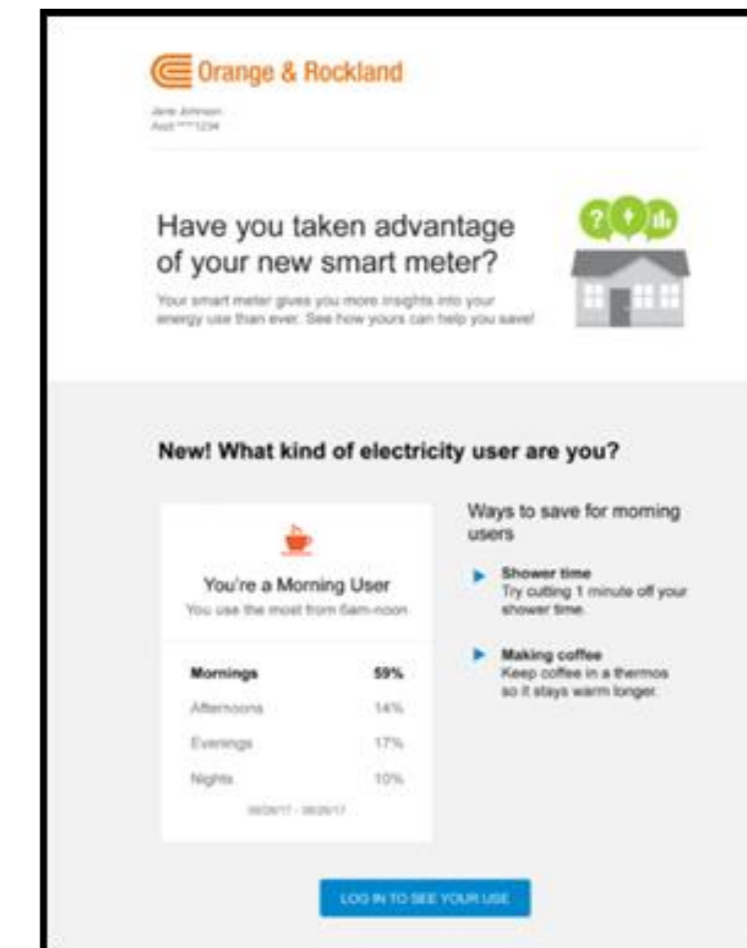 Orange & Rockland
Jane Johnson
Acct ****1234
Have you taken advantage
of your new smart meter?
Your smart meter gives you more insights into your
energy use than ever. See how yours can help you save!
New! What kind of electricity user are you?
You're a Morning User
You use the most from 6am-noon
Mornings 59%
Afternoons 14%
Evenings 17%
Nights 10%
Ways to save for morning
users
Shower time
Try cutting 1 minute off your
shower time.
Making coffee
Keep coffee in a thermos
so it stays warm longer.
LOG IN TO SEE YOUR USE